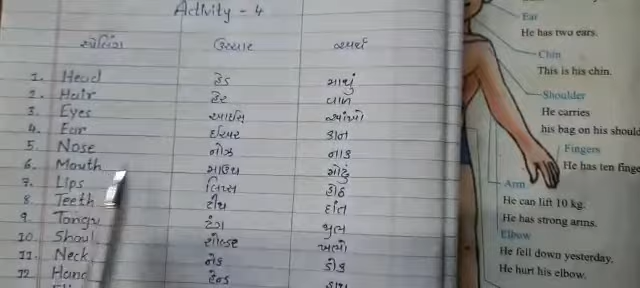 Activity - 4
સ્પેલિંગ ઉચ્ચાર અર્થ
1. Head હેડ માથું
2. Hair હેર વાળ
3. Eyes આઈસ આંખો
4. Ear ઈયર કાન
5. Nose નોઝ નાક
6. Mouth માઉથ મોઢું
7. Lips લિપ્સ હોઠ
8. Teeth ટીથ દાંત
9. Tongu ટંગ જીભ
10. Shoul શોલ્ડર ખભો
11. Neck નેક ડોક
12 Hand હેન્ડ હાથ
Ear
He has two ears.
Chin
This is his chin.
Shoulder
He carries
his bag on his should
Fingers
He has ten finge
Arm
He can lift 10 kg.
He has strong arms.
Elbow
He fell down yesterday.
He hurt his elbow.